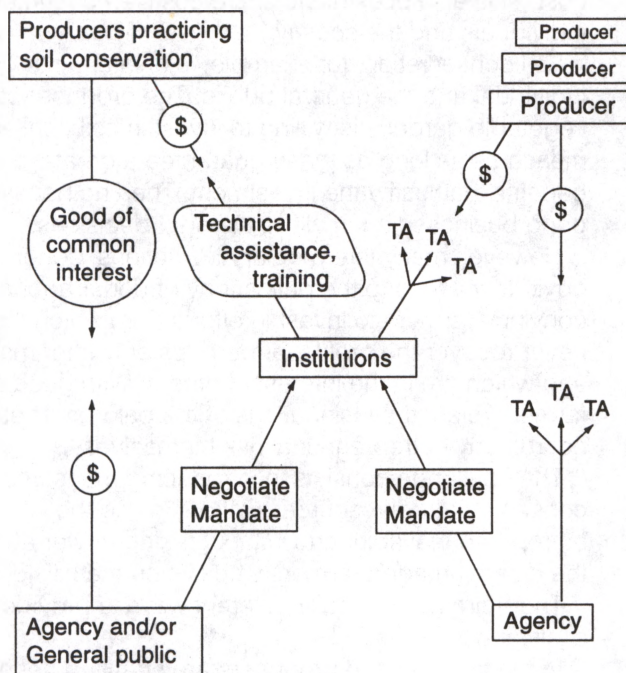 Producers practicing
soil conservation
Producer
Producer
Producer
$
$
$
Good of
common
interest
Technical
assistance,
training
TA
TA
TA
Institutions
TA
TA
TA
$
Negotiate
Mandate
Negotiate
Mandate
Agency and/or
General public
Agency